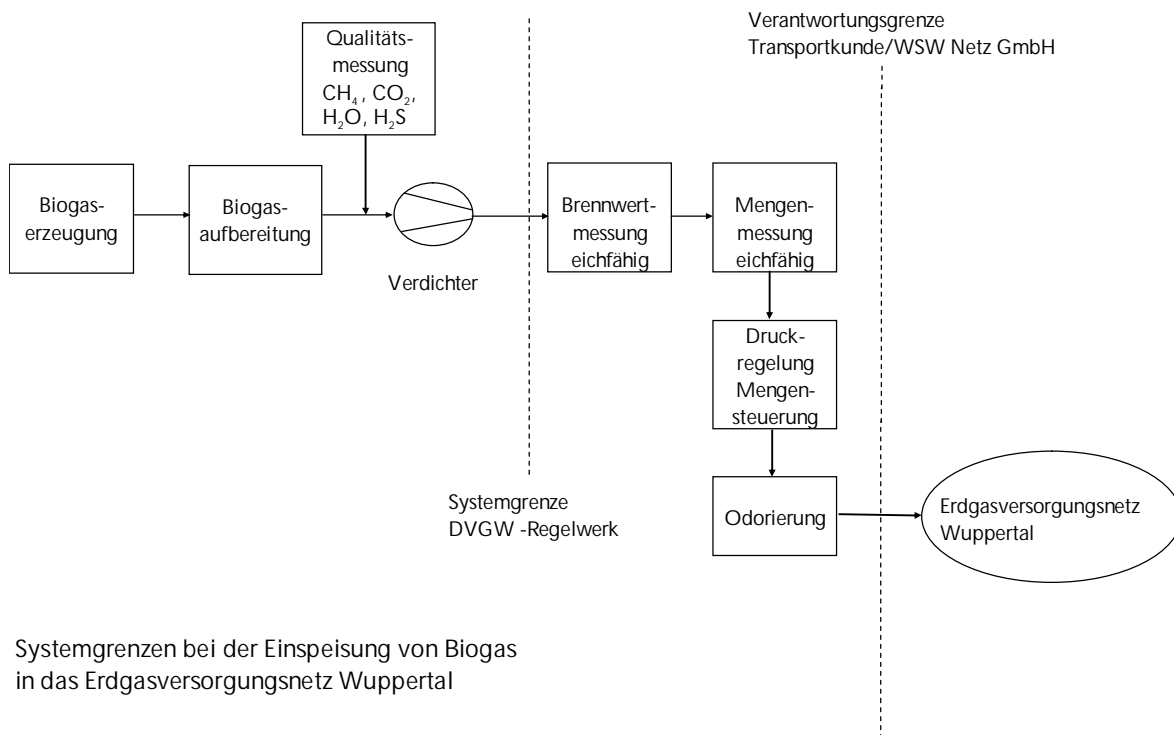 Verantwortungsgrenze
Transportkunde/WSW Netz GmbH
Qualitäts-
messung
CH₄, CO₂,
H₂O, H₂S
Biogas-
erzeugung
Biogas-
aufbereitung
Verdichter
Brennwert-
messung
eichfähig
Mengen-
messung
eichfähig
Druck-
regelung
Mengen-
steuerung
Systemgrenze
DVGW -Regelwerk
Odorierung
Erdgasversorgungsnetz
Wuppertal
Systemgrenzen bei der Einspeisung von Biogas
in das Erdgasversorgungsnetz Wuppertal